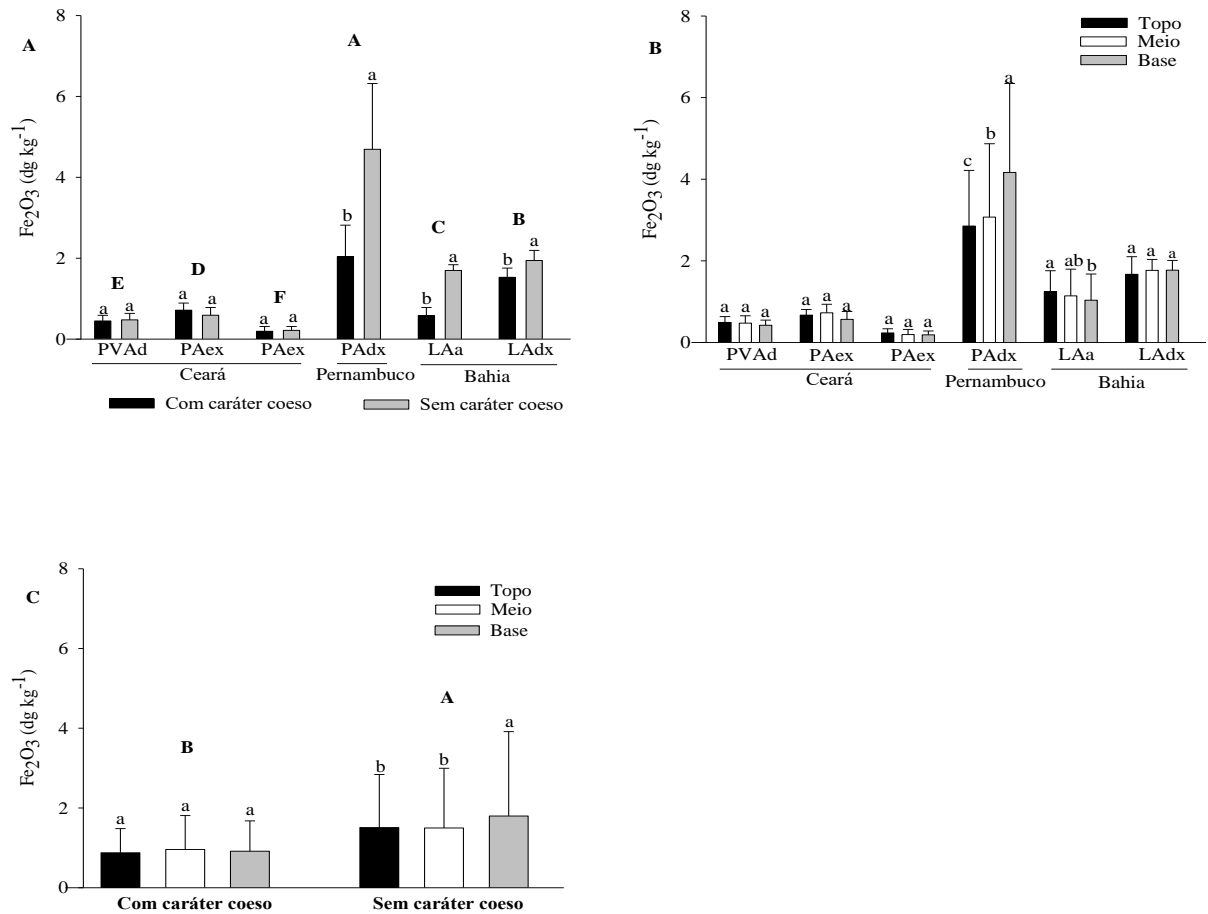 A
Fe2O3 (dg kg-1)
8
6
4
2
0
E
D
F
A
C
B
a a
a a
a a
b a
b a
b a
PVAd PAex PAex PAdx LAa LAdx
Ceará Pernambuco Bahia
Com caráter coeso Sem caráter coeso
B
Fe2O3 (dg kg-1)
8
6
4
2
0
Topo
Meio
Base
a a a
a a a
a a a
c b a
a ab b
a a a
PVAd PAex PAex PAdx LAa LAdx
Ceará Pernambuco Bahia
C
Fe2O3 (dg kg-1)
8
6
4
2
0
Topo
Meio
Base
B
A
a a a
b b a
Com caráter coeso Sem caráter coeso